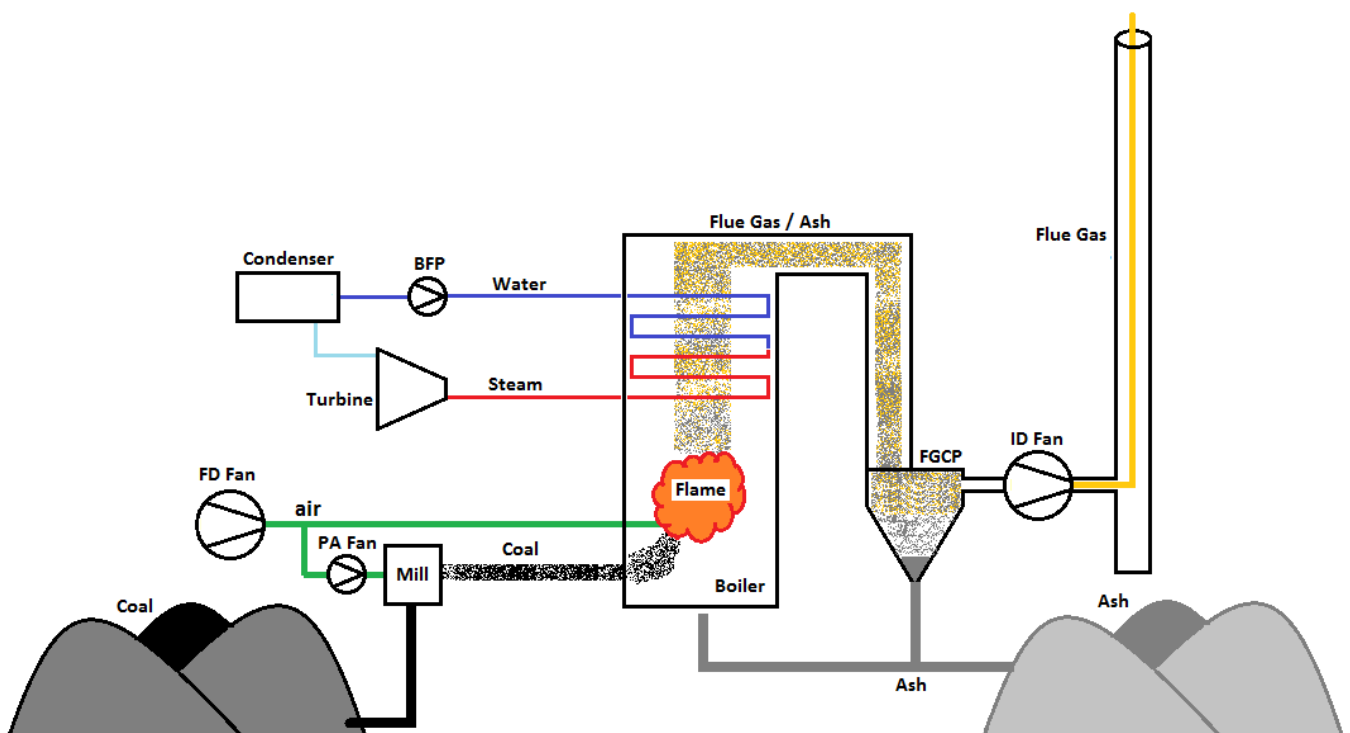 Flue Gas / Ash
Flue Gas
Condenser
BFP
Water
Steam
Turbine
ID Fan
FGCP
FD Fan
Flame
air
PA Fan
Coal
Mill
Boiler
Coal
Ash
Ash